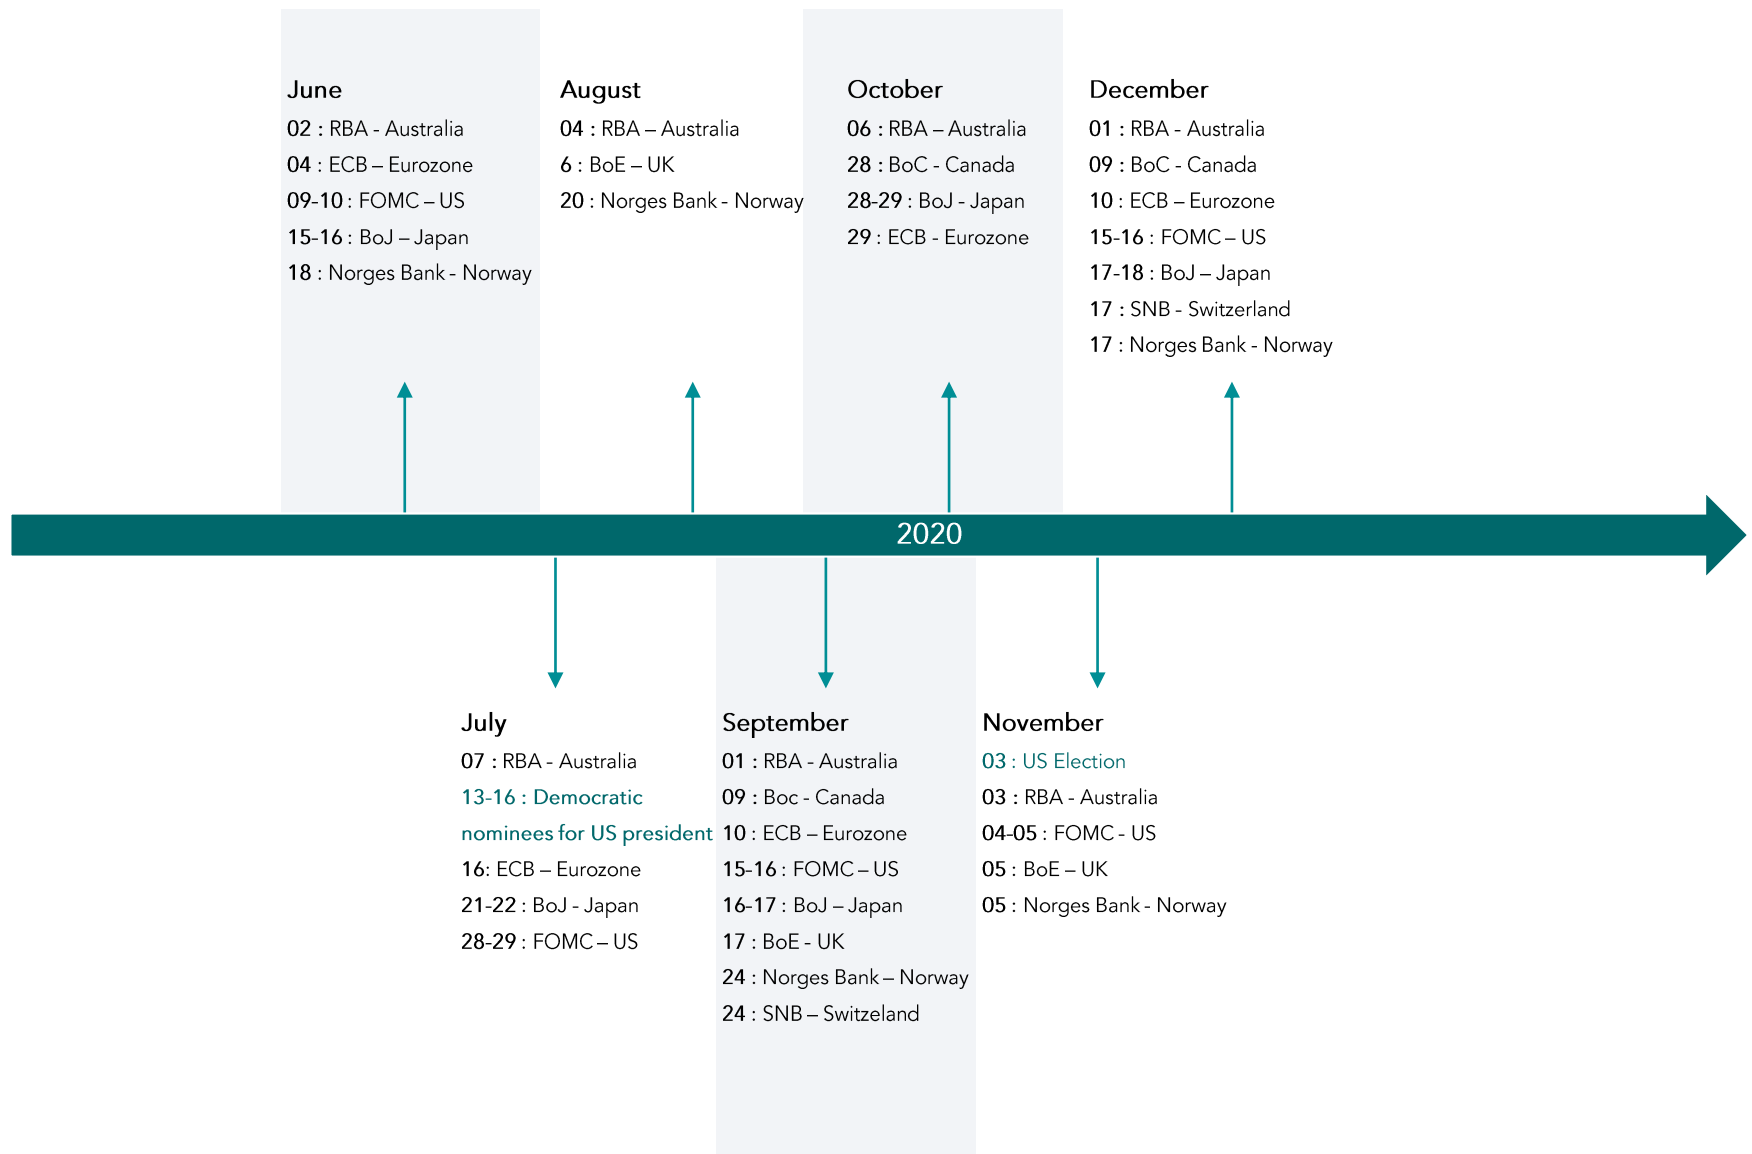 June
02 : RBA - Australia
04 : ECB – Eurozone
09-10 : FOMC – US
15-16 : BoJ – Japan
18 : Norges Bank - Norway
August
04 : RBA – Australia
6 : BoE – UK
20 : Norges Bank - Norway
October
06 : RBA – Australia
28 : BoC - Canada
28-29 : BoJ - Japan
29 : ECB - Eurozone
December
01 : RBA - Australia
09 : BoC - Canada
10 : ECB – Eurozone
15-16 : FOMC – US
17-18 : BoJ – Japan
17 : SNB - Switzerland
17 : Norges Bank - Norway
2020
July
07 : RBA - Australia
13-16 : Democratic
nominees for US president
16: ECB – Eurozone
21-22 : BoJ - Japan
28-29 : FOMC – US
September
01 : RBA - Australia
09 : Boc - Canada
10 : ECB – Eurozone
15-16 : FOMC – US
16-17 : BoJ – Japan
17 : BoE - UK
24 : Norges Bank – Norway
24 : SNB – Switzeland
November
03 : US Election
03 : RBA - Australia
04-05 : FOMC - US
05 : BoE – UK
05 : Norges Bank - Norway